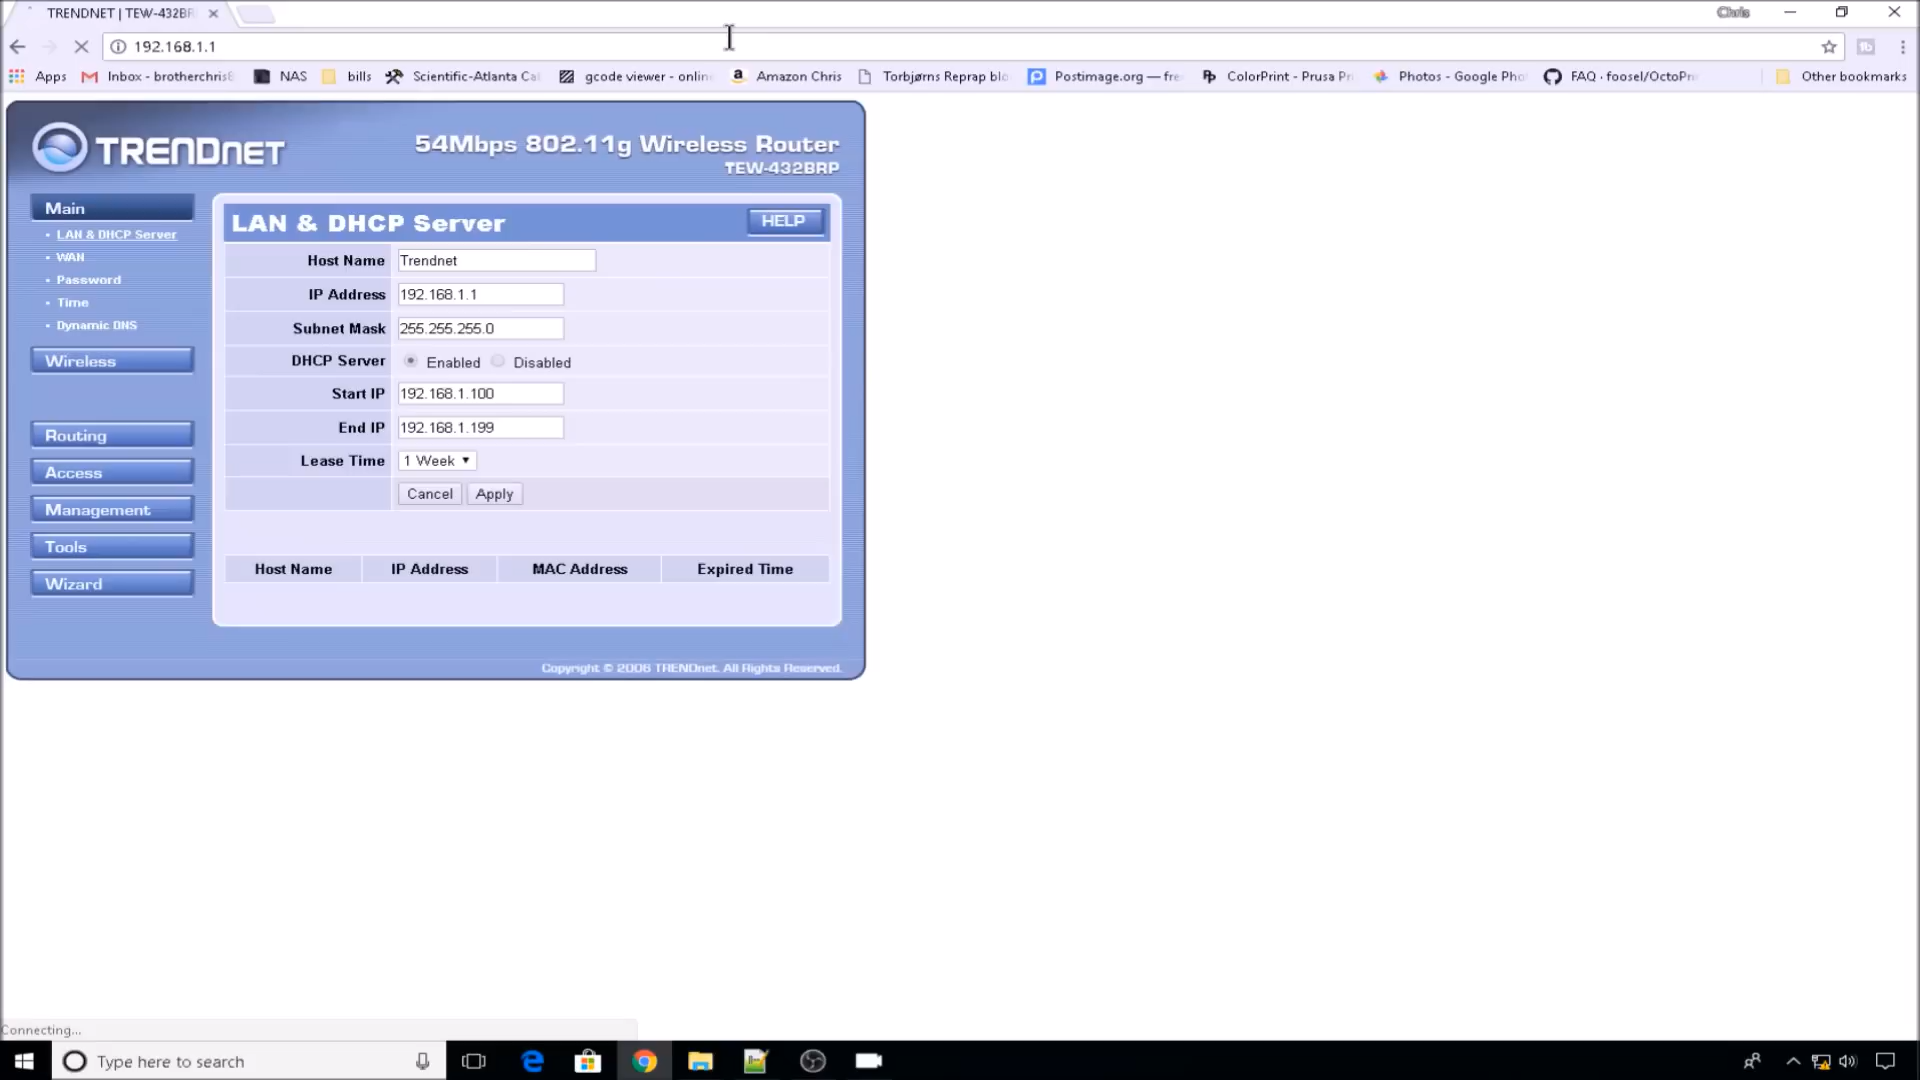 TRENDNET | TEW-432BR
Chris
192.168.1.1
Apps
Inbox - brotherchris
NAS
bills
Scientific-Atlanta Ca
gcode viewer - onlin
Amazon Chris
Torbjørns Reprap blo
Postimage.org — fre
ColorPrint - Prusa Pr
Photos - Google Pho
FAQ · foosel/OctoPr
Other bookmarks
TRENDNET
54Mbps 802.11g Wireless Router
TEW-432BRP
Main
LAN & DHCP Server
WAN
Password
Time
Dynamic DNS
Wireless
Routing
Access
Management
Tools
Wizard
LAN & DHCP Server
HELP
Host Name Trendnet
IP Address 192.168.1.1
Subnet Mask 255.255.255.0
DHCP Server Enabled Disabled
Start IP 192.168.1.100
End IP 192.168.1.199
Lease Time 1 Week
Cancel Apply
Host Name IP Address MAC Address Expired Time
Copyright © 2006 TRENDnet. All Rights Reserved.
Connecting...
Type here to search